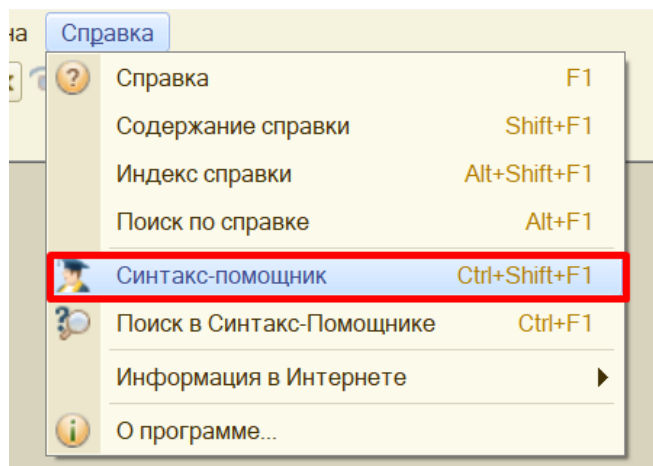 на Справка
Справка F1
Содержание справки Shift+F1
Индекс справки Alt+Shift+F1
Поиск по справке Alt+F1
Синтакс-помощник Ctrl+Shift+F1
Поиск в Синтакс-Помощнике Ctrl+F1
Информация в Интернете
О программе...